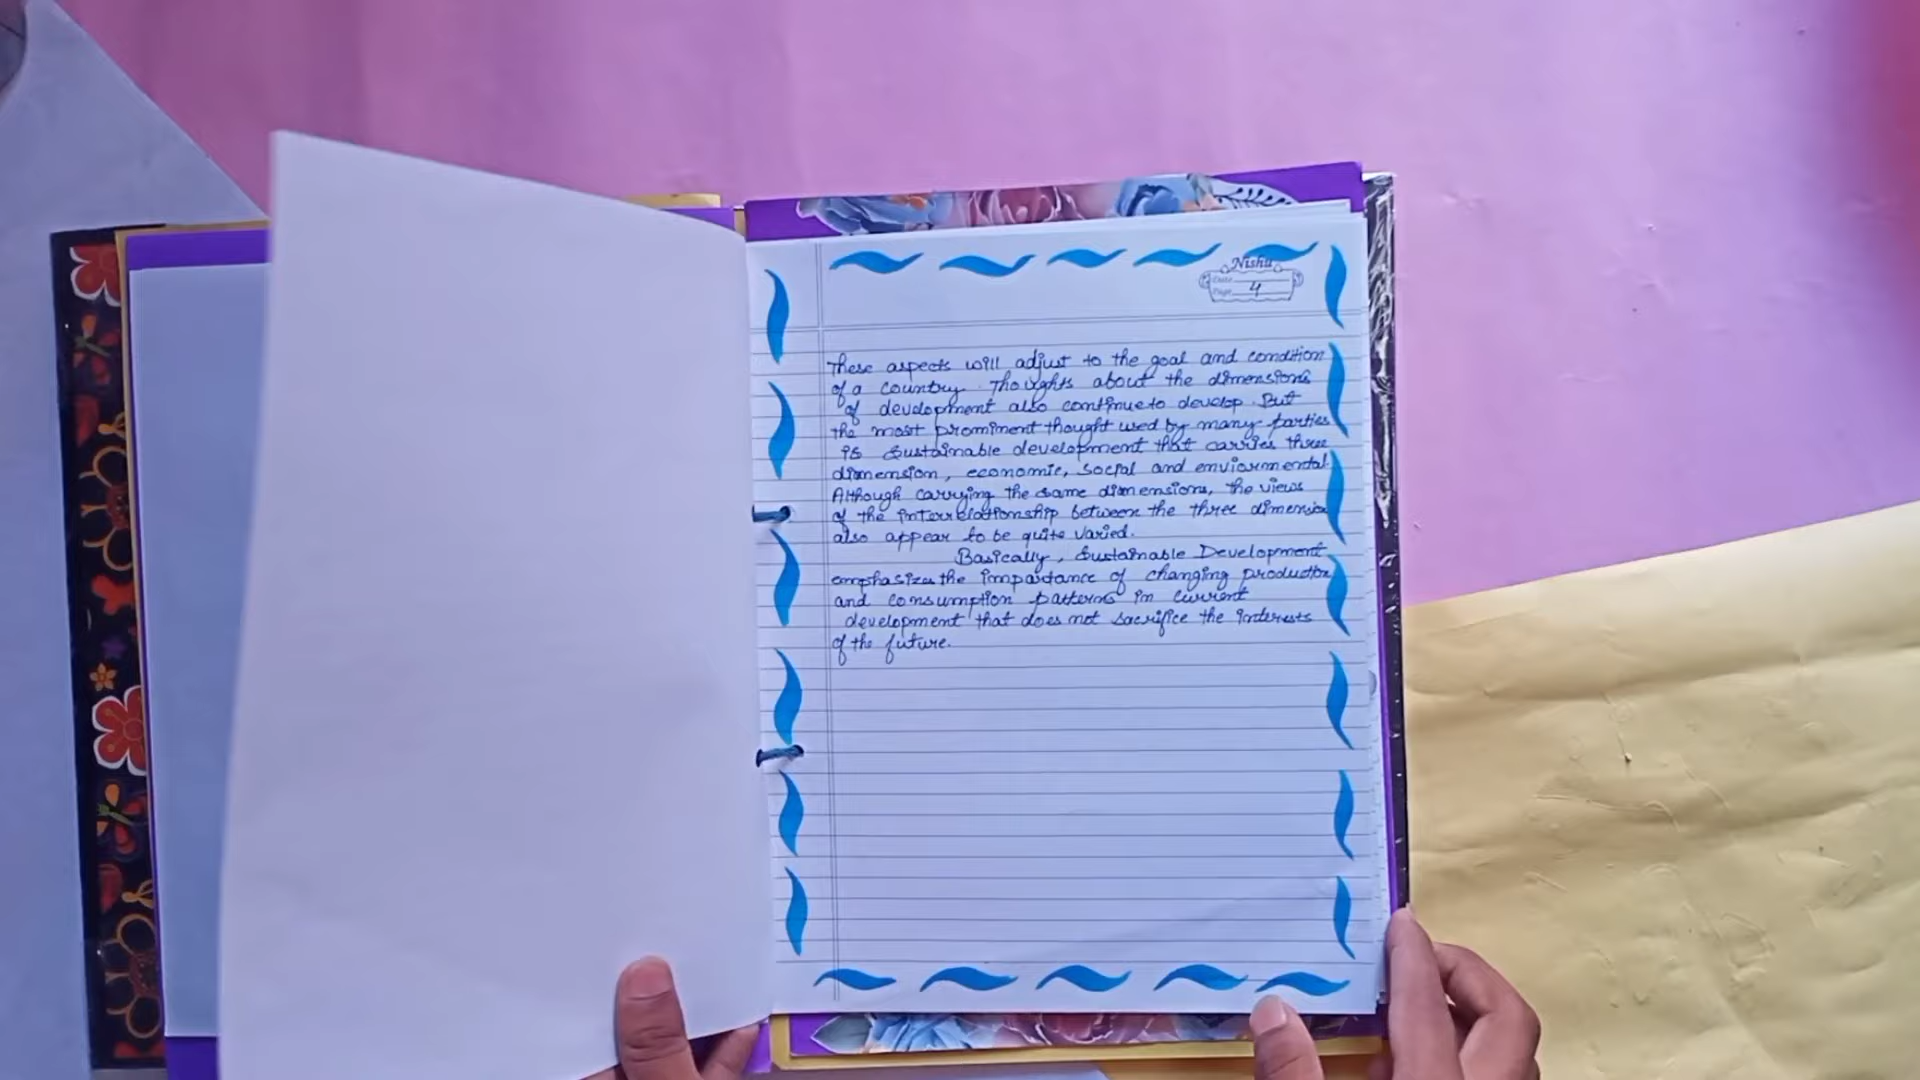 Nisha
Date
Page 4
These aspects will adjust to the goal and condition
of a country. Thoughts about the dimensions
of development also continue to develop. But
the most prominent thought used by many parties
is sustainable development that carries three
dimension, economic, social and enviormental.
Although carrying the same dimensions, the views
of the interrelationship between the three dimension
also appear to be quite varied.
Basically, Sustainable Development
emphasizes the importance of changing production
and consumption patterns in current
development that does not sacrifice the interests
of the future.